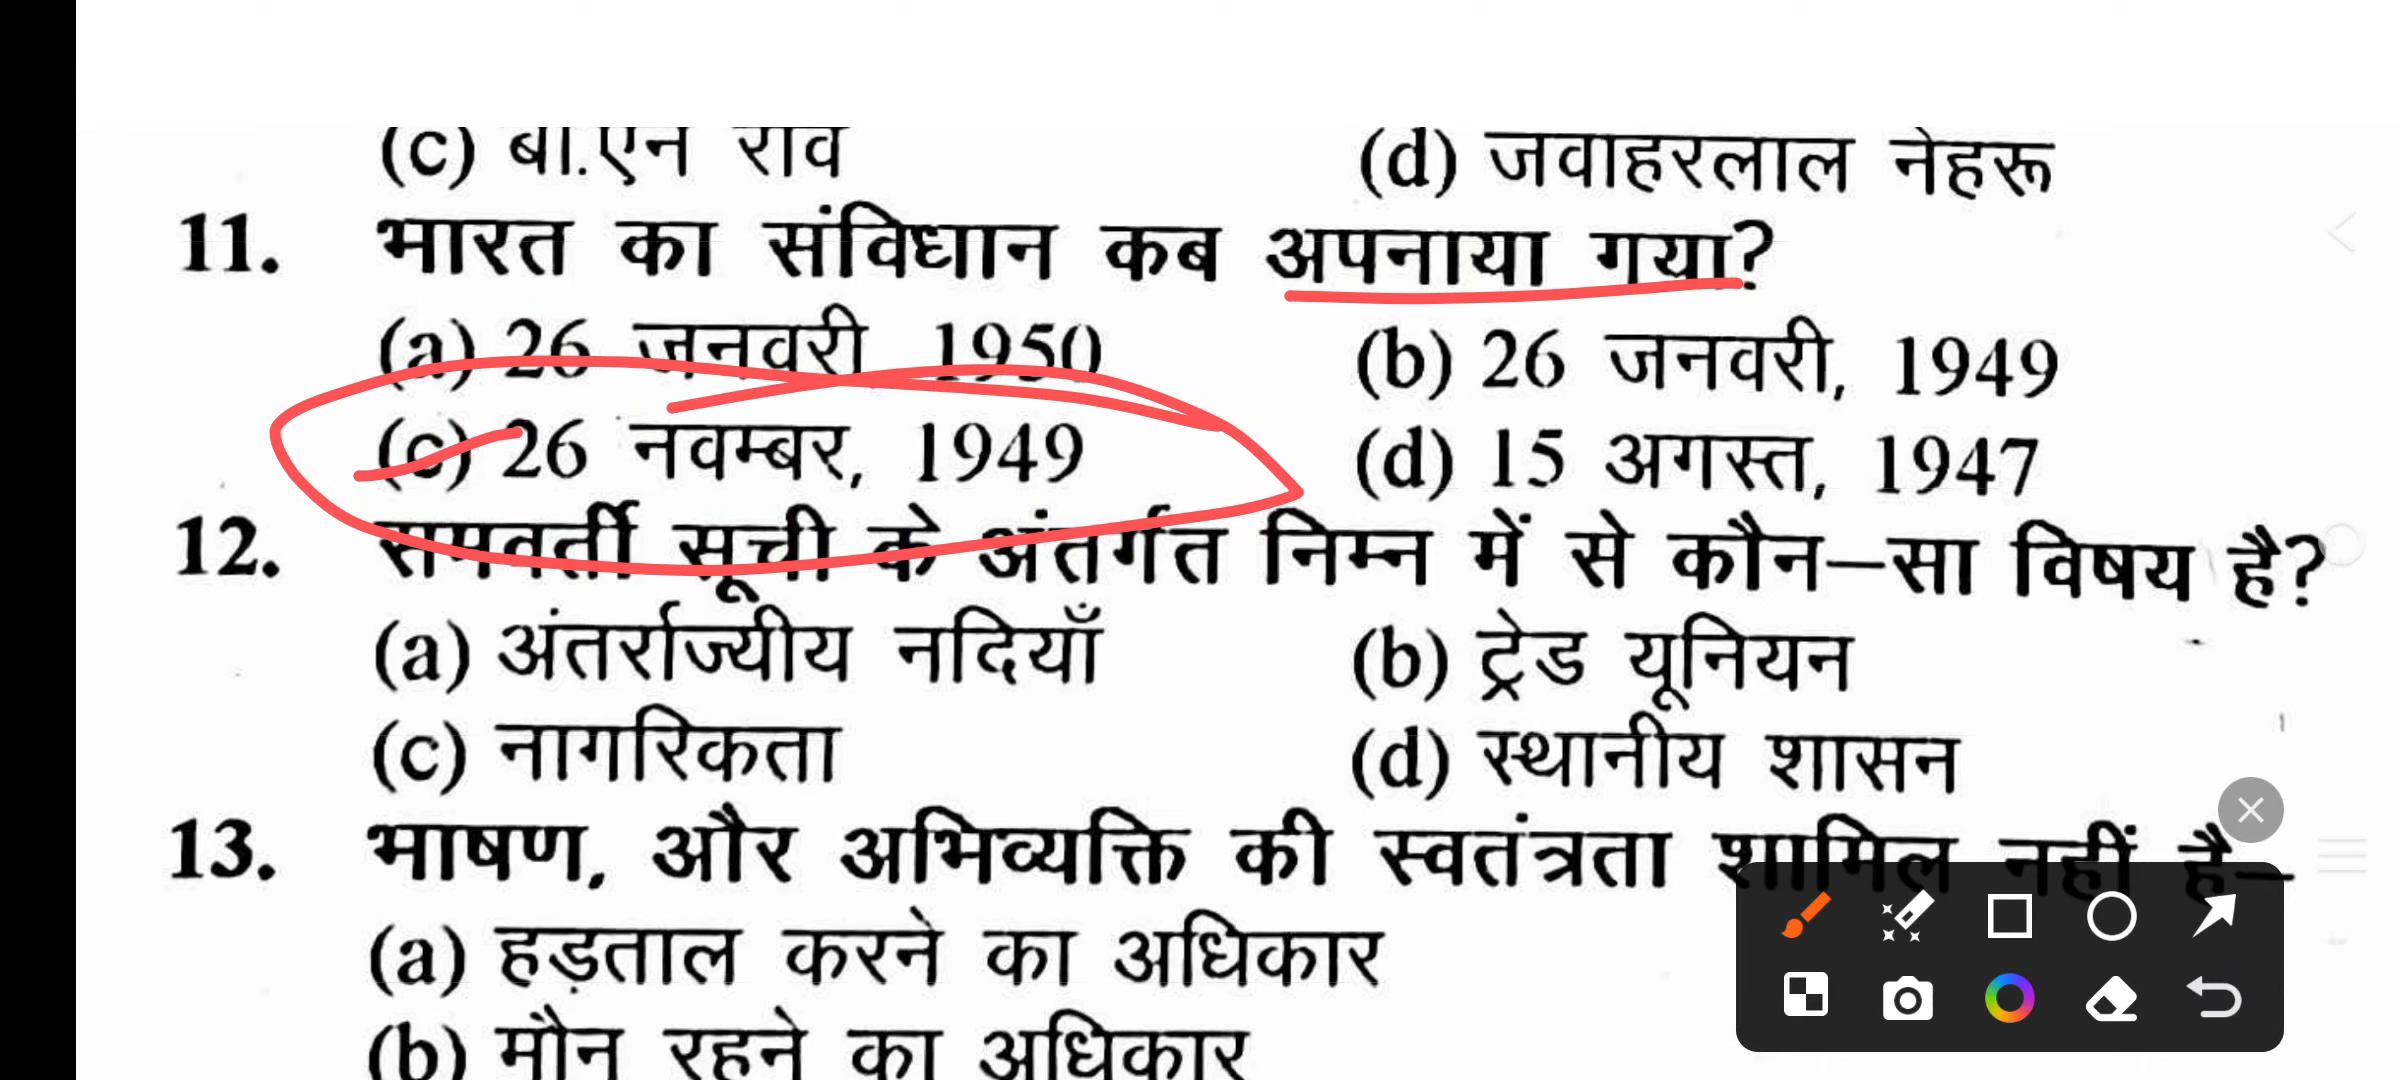 (c) बी.एन राव (d) जवाहरलाल नेहरू
11. भारत का संविधान कब अपनाया गया?
(a) 26 जनवरी, 1950 (b) 26 जनवरी, 1949
(c) 26 नवम्बर, 1949 (d) 15 अगस्त, 1947
12. समवर्ती सूची के अंतर्गत निम्न में से कौन–सा विषय है?
(a) अंतर्राज्यीय नदियाँ (b) ट्रेड यूनियन
(c) नागरिकता (d) स्थानीय शासन
13. भाषण, और अभिव्यक्ति की स्वतंत्रता शामिल नहीं है–
(a) हड़ताल करने का अधिकार
(b) मौन रहने का अधिकार